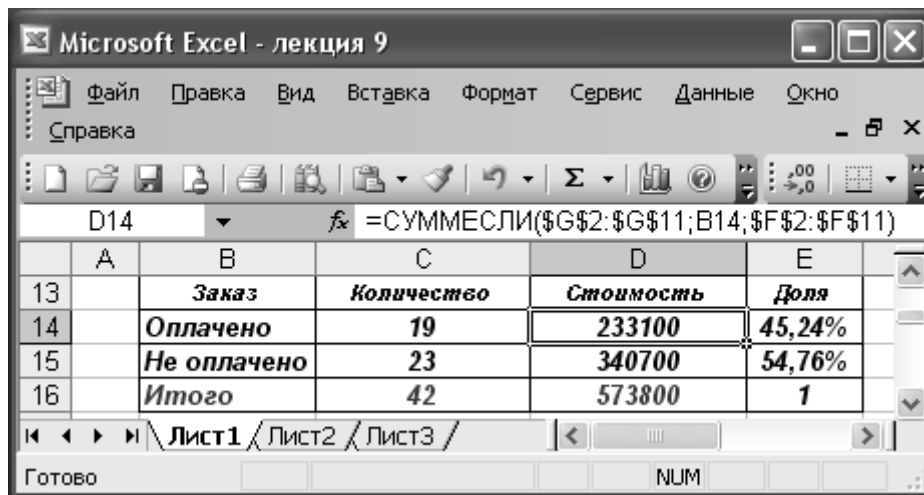 Microsoft Excel - лекция 9
Файл Правка Вид Вставка Формат Сервис Данные Окно
Справка
D14 fx =СУММЕСЛИ($G$2:$G$11;B14;$F$2:$F$11)
A B C D E
13 Заказ Количество Стоимость Доля
14 Оплачено 19 233100 45,24%
15 Не оплачено 23 340700 54,76%
16 Итого 42 573800 1
Лист1 Лист2 Лист3
Готово NUM